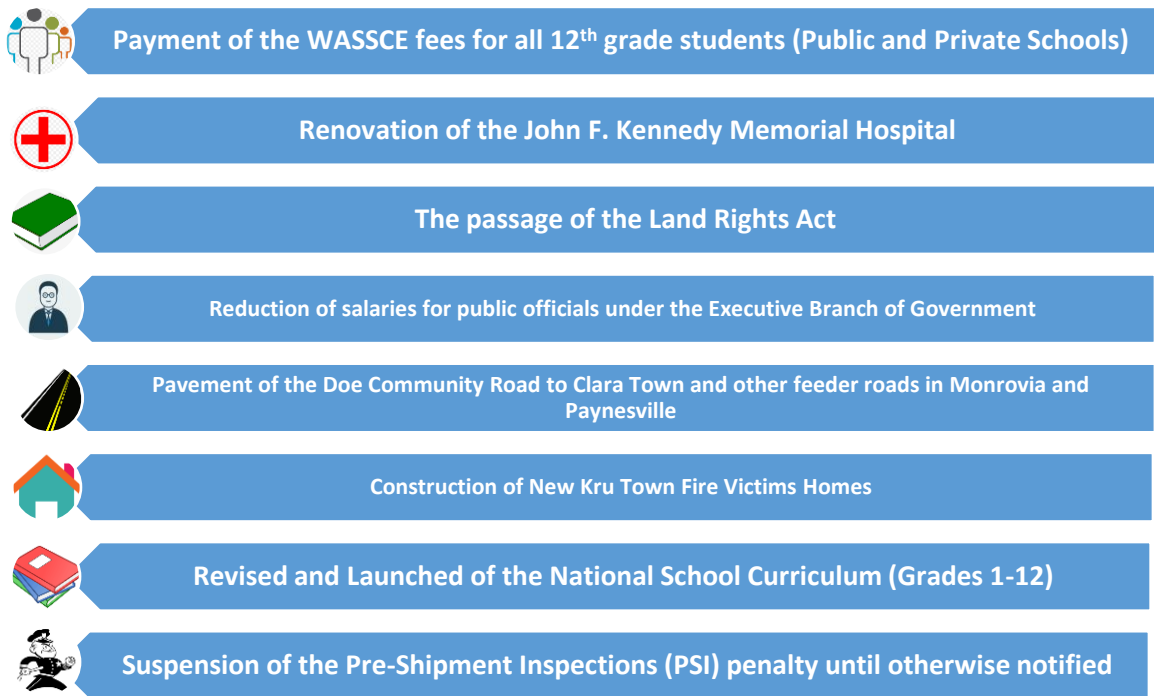 Payment of the WASSCE fees for all 12th grade students (Public and Private Schools)
Renovation of the John F. Kennedy Memorial Hospital
The passage of the Land Rights Act
Reduction of salaries for public officials under the Executive Branch of Government
Pavement of the Doe Community Road to Clara Town and other feeder roads in Monrovia and
Paynesville
Construction of New Kru Town Fire Victims Homes
Revised and Launched of the National School Curriculum (Grades 1-12)
Suspension of the Pre-Shipment Inspections (PSI) penalty until otherwise notified